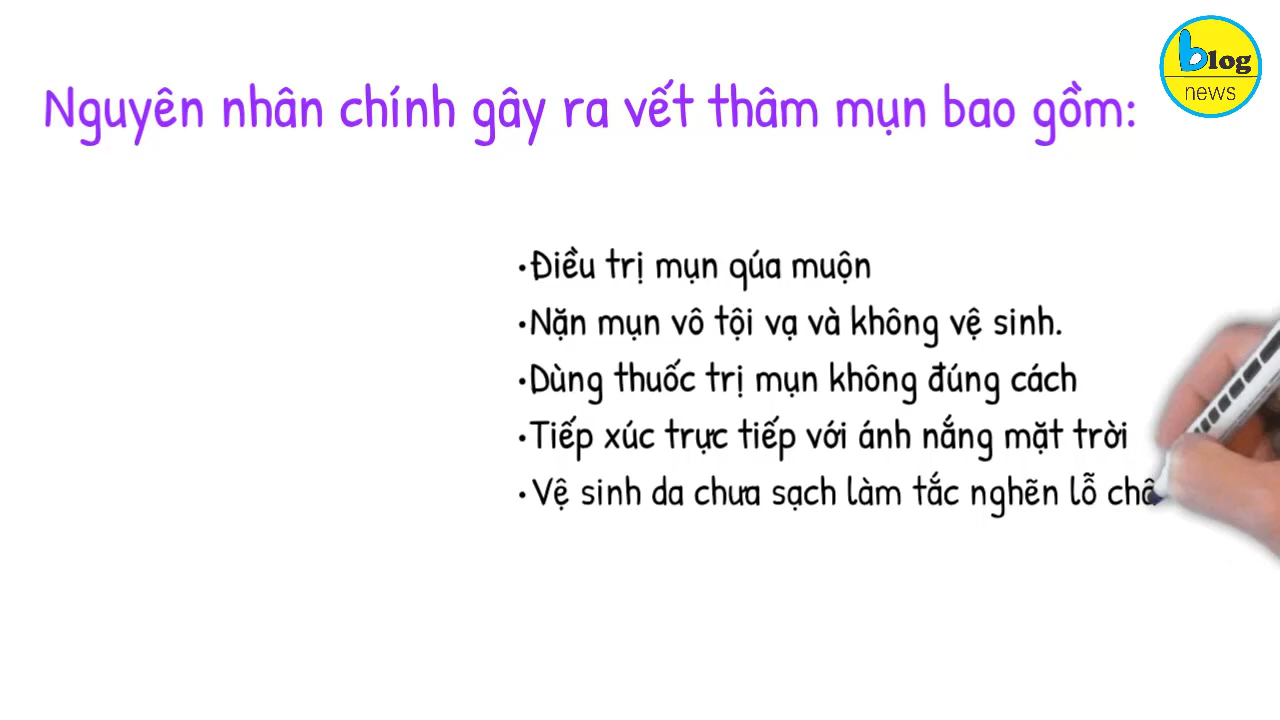 blog
news
Nguyên nhân chính gây ra vết thâm mụn bao gồm:
•Điều trị mụn qúa muộn
•Nặn mụn vô tội vạ và không vệ sinh.
•Dùng thuốc trị mụn không đúng cách
•Tiếp xúc trực tiếp với ánh nắng mặt trời
•Vệ sinh da chưa sạch làm tắc nghẽn lỗ